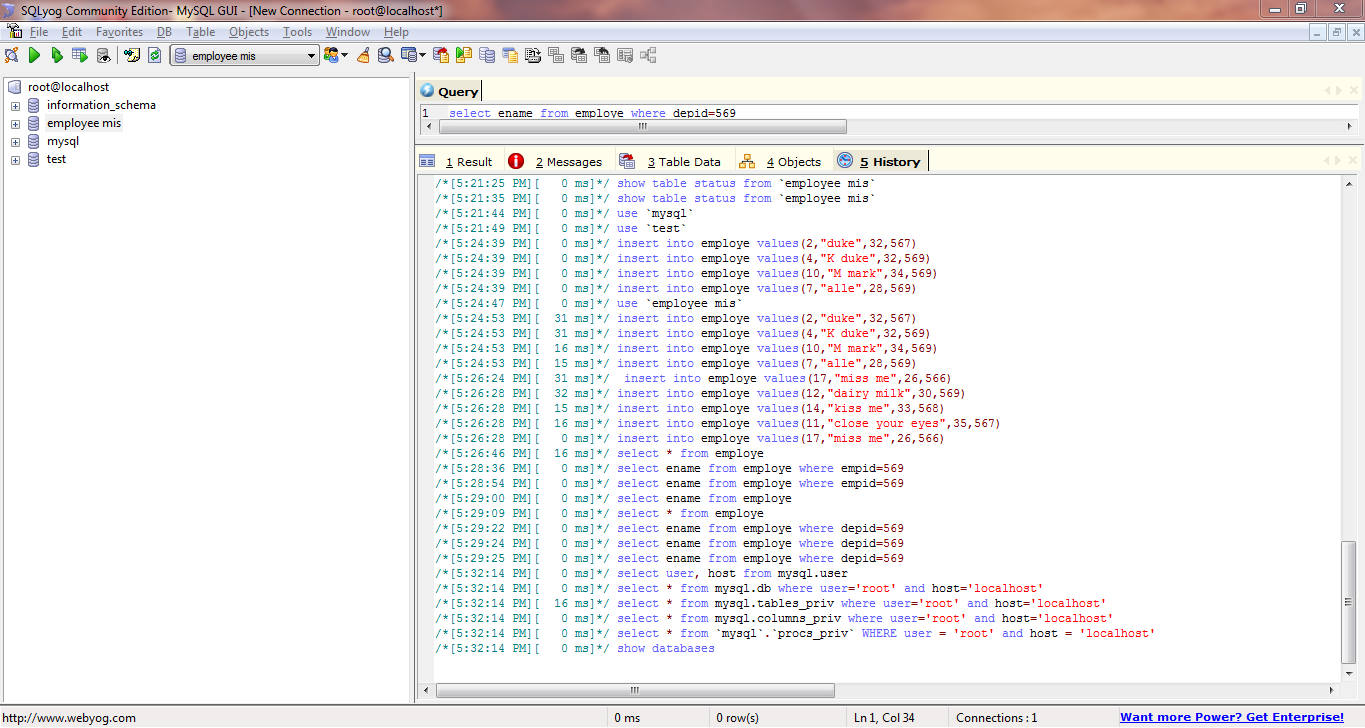 SQLyog Community Edition- MySQL GUI - [New Connection - root@localhost*]
File Edit Favorites DB Table Objects Tools Window Help
employee mis
root@localhost
information_schema
employee mis
mysql
test
Query
1 select ename from employe where depid=569
1 Result 2 Messages 3 Table Data 4 Objects 5 History
/*[5:21:25 PM][   0 ms]*/ show table status from `employee mis`
/*[5:21:35 PM][   0 ms]*/ show table status from `employee mis`
/*[5:21:44 PM][   0 ms]*/ use `mysql`
/*[5:21:49 PM][   0 ms]*/ use `test`
/*[5:24:39 PM][   0 ms]*/ insert into employe values(2,"duke",32,567)
/*[5:24:39 PM][   0 ms]*/ insert into employe values(4,"K duke",32,569)
/*[5:24:39 PM][   0 ms]*/ insert into employe values(10,"M mark",34,569)
/*[5:24:39 PM][   0 ms]*/ insert into employe values(7,"alle",28,569)
/*[5:24:47 PM][   0 ms]*/ use `employee mis`
/*[5:24:53 PM][  31 ms]*/ insert into employe values(2,"duke",32,567)
/*[5:24:53 PM][  31 ms]*/ insert into employe values(4,"K duke",32,569)
/*[5:24:53 PM][  16 ms]*/ insert into employe values(10,"M mark",34,569)
/*[5:24:53 PM][  15 ms]*/ insert into employe values(7,"alle",28,569)
/*[5:26:24 PM][  31 ms]*/  insert into employe values(17,"miss me",26,566)
/*[5:26:28 PM][  32 ms]*/ insert into employe values(12,"dairy milk",30,569)
/*[5:26:28 PM][  15 ms]*/ insert into employe values(14,"kiss me",33,568)
/*[5:26:28 PM][  16 ms]*/ insert into employe values(11,"close your eyes",35,567)
/*[5:26:28 PM][   0 ms]*/ insert into employe values(17,"miss me",26,566)
/*[5:26:46 PM][  16 ms]*/ select * from employe
/*[5:28:36 PM][   0 ms]*/ select ename from employe where empid=569
/*[5:28:54 PM][   0 ms]*/ select ename from employe where empid=569
/*[5:29:00 PM][   0 ms]*/ select ename from employe
/*[5:29:09 PM][   0 ms]*/ select * from employe
/*[5:29:22 PM][   0 ms]*/ select ename from employe where depid=569
/*[5:29:24 PM][   0 ms]*/ select ename from employe where depid=569
/*[5:29:25 PM][   0 ms]*/ select ename from employe where depid=569
/*[5:32:14 PM][   0 ms]*/ select user, host from mysql.user
/*[5:32:14 PM][   0 ms]*/ select * from mysql.db where user='root' and host='localhost'
/*[5:32:14 PM][  16 ms]*/ select * from mysql.tables_priv where user='root' and host='localhost'
/*[5:32:14 PM][   0 ms]*/ select * from mysql.columns_priv where user='root' and host='localhost'
/*[5:32:14 PM][   0 ms]*/ select * from `mysql`.`procs_priv` WHERE user = 'root' and host = 'localhost'
/*[5:32:14 PM][   0 ms]*/ show databases
http://www.webyog.com 0 ms 0 row(s) Ln 1, Col 34 Connections : 1 Want more Power? Get Enterprise!